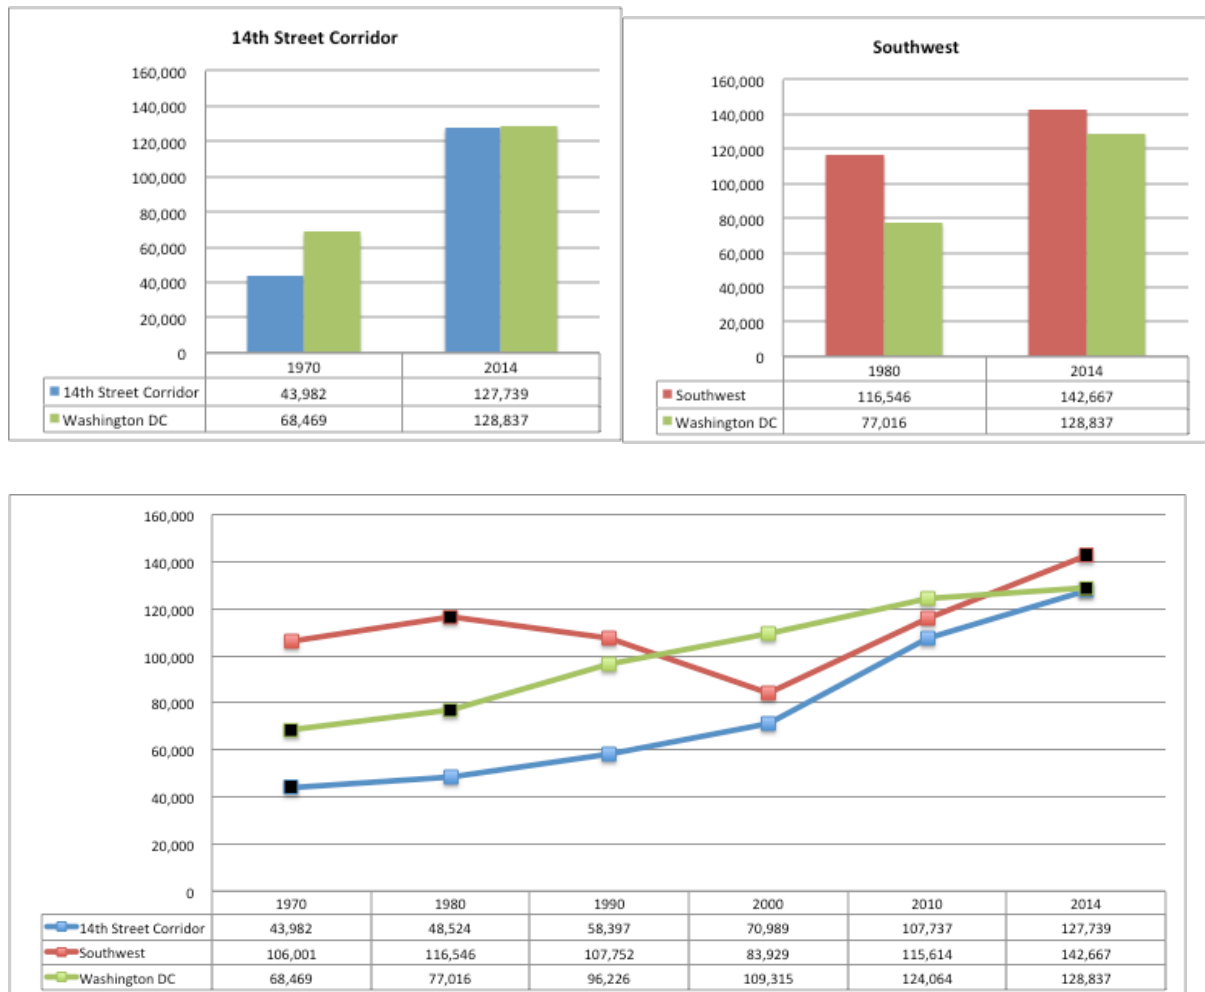 14th Street Corridor
160,000
140,000
120,000
100,000
80,000
60,000
40,000
20,000
0
1970 2014
14th Street Corridor 43,982 127,739
Washington DC 68,469 128,837
Southwest
160,000
140,000
120,000
100,000
80,000
60,000
40,000
20,000
0
1980 2014
Southwest 116,546 142,667
Washington DC 77,016 128,837
160,000
140,000
120,000
100,000
80,000
60,000
40,000
20,000
0
1970 1980 1990 2000 2010 2014
14th Street Corridor 43,982 48,524 58,397 70,989 107,737 127,739
Southwest 106,001 116,546 107,752 83,929 115,614 142,667
Washington DC 68,469 77,016 96,226 109,315 124,064 128,837